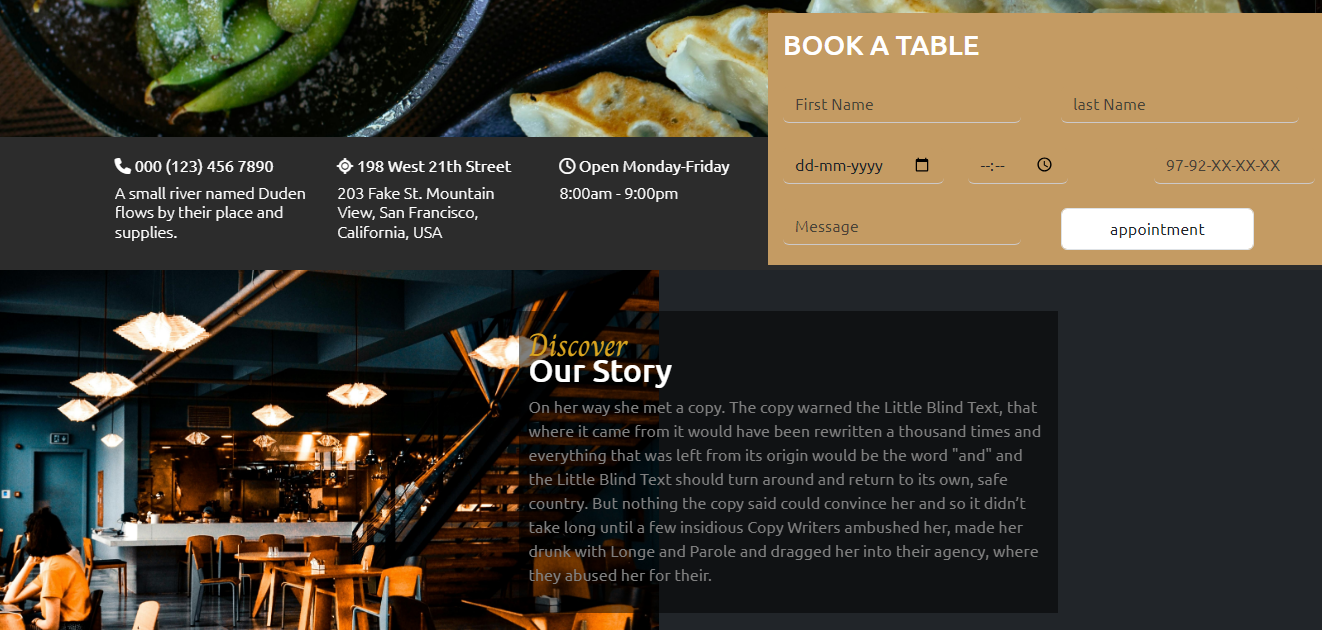 BOOK A TABLE
First Name
last Name
dd-mm-yyyy
--:--
97-92-XX-XX-XX
Message
appointment
000 (123) 456 7890
A small river named Duden
flows by their place and
supplies.
198 West 21th Street
203 Fake St. Mountain
View, San Francisco,
California, USA
Open Monday-Friday
8:00am - 9:00pm
Discover
Our Story
On her way she met a copy. The copy warned the Little Blind Text, that
where it came from it would have been rewritten a thousand times and
everything that was left from its origin would be the word "and" and
the Little Blind Text should turn around and return to its own, safe
country. But nothing the copy said could convince her and so it didn’t
take long until a few insidious Copy Writers ambushed her, made her
drunk with Longe and Parole and dragged her into their agency, where
they abused her for their.